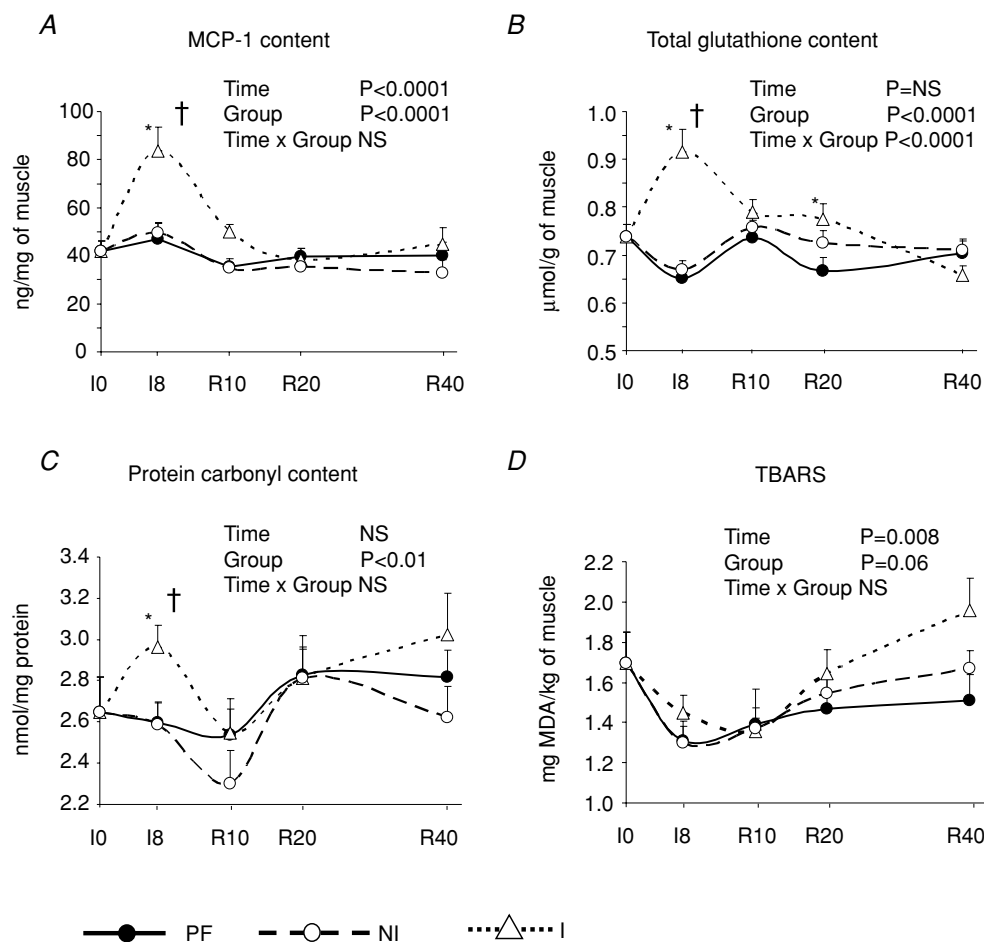 A
MCP-1 content
Time P<0.0001
Group P<0.0001
Time x Group NS
ng/mg of muscle
100
80
60
40
20
0
* †
I0 I8 R10 R20 R40
B
Total glutathione content
Time P=NS
Group P<0.0001
Time x Group P<0.0001
μmol/g of muscle
1.0
0.9
0.8
0.7
0.6
0.5
* †
*
I0 I8 R10 R20 R40
C
Protein carbonyl content
Time NS
Group P<0.01
Time x Group NS
nmol/mg protein
3.4
3.2
3.0
2.8
2.6
2.4
2.2
* †
I0 I8 R10 R20 R40
D
TBARS
Time P=0.008
Group P=0.06
Time x Group NS
mg MDA/kg of muscle
2.2
2.0
1.8
1.6
1.4
1.2
1.0
I0 I8 R10 R20 R40
PF NI I